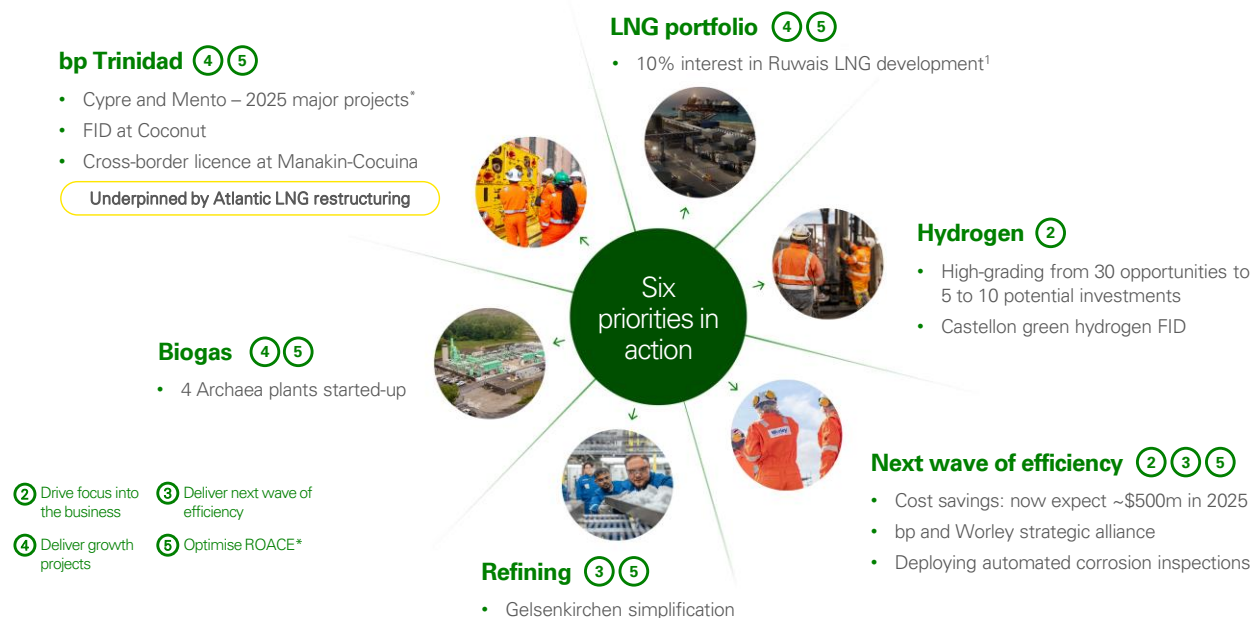 bp Trinidad 4 5
• Cypre and Mento – 2025 major projects*
• FID at Coconut
• Cross-border licence at Manakin-Cocuina
Underpinned by Atlantic LNG restructuring
LNG portfolio 4 5
• 10% interest in Ruwais LNG development¹
Hydrogen 2
• High-grading from 30 opportunities to
5 to 10 potential investments
• Castellon green hydrogen FID
Six
priorities in
action
Biogas 4 5
• 4 Archaea plants started-up
Next wave of efficiency 2 3 5
• Cost savings: now expect ~$500m in 2025
• bp and Worley strategic alliance
• Deploying automated corrosion inspections
Worley
Refining 3 5
• Gelsenkirchen simplification
2 Drive focus into
the business
3 Deliver next wave of
efficiency
4 Deliver growth
projects
5 Optimise ROACE*